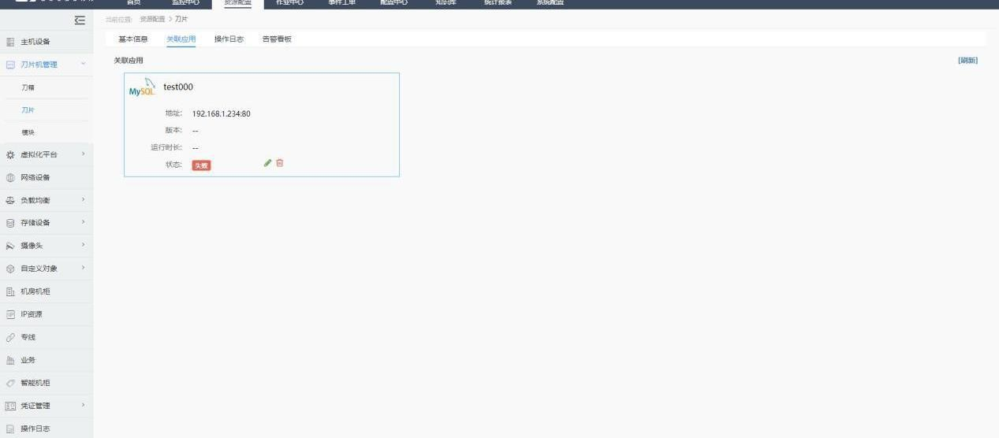 首页 监控中心 资源配置 作业中心 事件工单 配置中心 知识库 统计报表 系统配置
当前位置: 资源配置 > 刀片
基本信息 关联应用 操作日志 告警看板
关联应用 [刷新]
MySQL test000
地址: 192.168.1.234:80
版本: --
运行时长: --
状态: 失败
主机设备
刀片机管理
刀箱
刀片
模块
虚拟化平台
网络设备
负载均衡
存储设备
摄像头
自定义对象
机房机柜
IP资源
专线
业务
智能机柜
凭证管理
操作日志